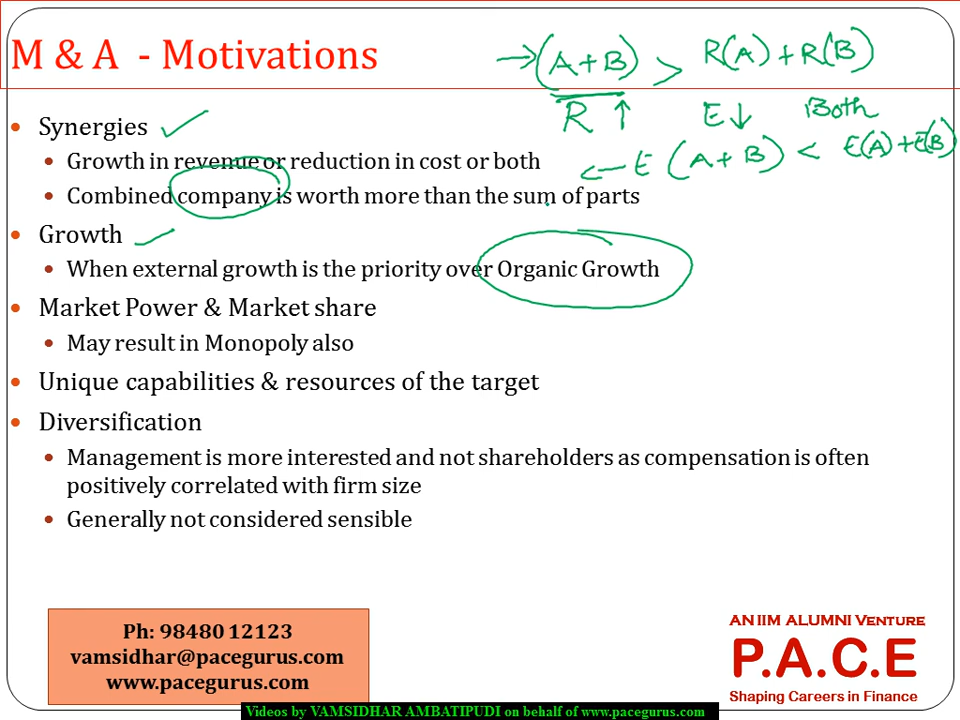 M & A - Motivations
→ (A+B) > R(A) + R(B)
R ↑ E ↓ Both
• Synergies ✓
• Growth in revenue or reduction in cost or both
← E (A+B) < E(A) + E(B)
• Combined company is worth more than the sum of parts
• Growth ✓
• When external growth is the priority over Organic Growth
• Market Power & Market share
• May result in Monopoly also
• Unique capabilities & resources of the target
• Diversification
• Management is more interested and not shareholders as compensation is often
positively correlated with firm size
• Generally not considered sensible
Ph: 98480 12123
vamsidhar@pacegurus.com
www.pacegurus.com
AN IIM ALUMNI VENTURE
P.A.C.E
Shaping Careers in Finance
Videos by VAMSIDHAR AMBATIPUDI on behalf of www.pacegurus.com